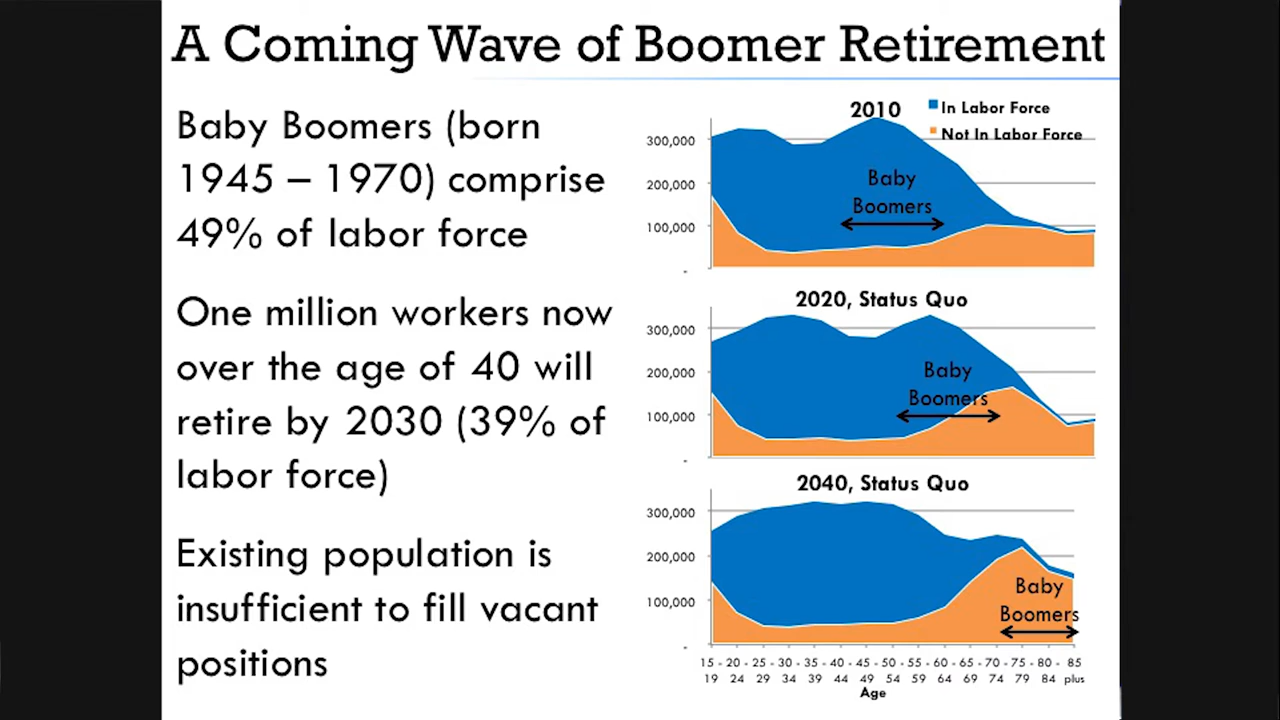 A Coming Wave of Boomer Retirement
Baby Boomers (born
1945 – 1970) comprise
49% of labor force
One million workers now
over the age of 40 will
retire by 2030 (39% of
labor force)
Existing population is
insufficient to fill vacant
positions
2010
In Labor Force
Not In Labor Force
300,000
200,000
100,000
-
Baby
Boomers
2020, Status Quo
300,000
200,000
100,000
-
Baby
Boomers
2040, Status Quo
300,000
200,000
100,000
-
Baby
Boomers
15 - 20 - 25 - 30 - 35 - 40 - 45 - 50 - 55 - 60 - 65 - 70 - 75 - 80 - 85
19 24 29 34 39 44 49 54 59 64 69 74 79 84 plus
Age